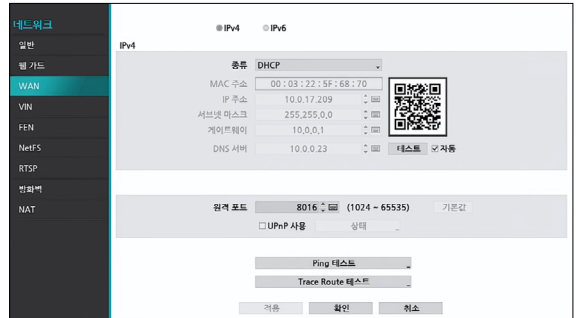 네트워크
일반
웹 가드
WAN
VIN
FEN
NetFS
RTSP
방화벽
NAT
IPv4 IPv6
IPv4
종류 DHCP
MAC 주소 00 : 03 : 22 : 5F : 68 : 70
IP 주소 10.0.17.209
서브넷 마스크 255,255,0,0
게이트웨이 10,0,0,1
DNS 서버 10.0.0.23 테스트 자동
원격 포트 8016 (1024 ~ 65535) 기본값
UPnP 사용 상태
Ping 테스트
Trace Route 테스트
적용 확인 취소